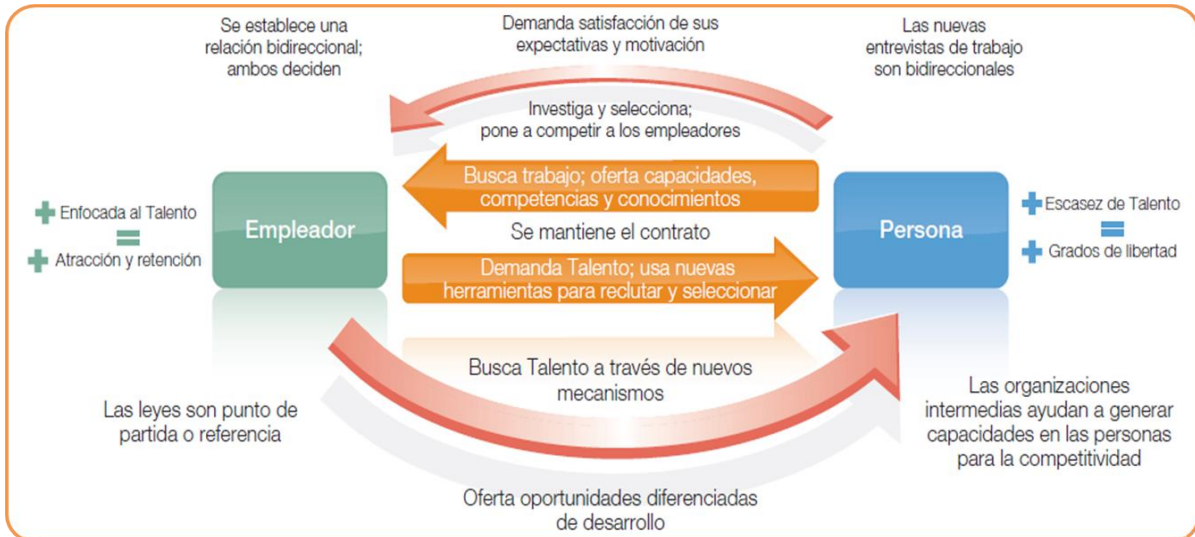 Se establece una
relación bidireccional;
ambos deciden
Demanda satisfacción de sus
expectativas y motivación
Las nuevas
entrevistas de trabajo
son bidireccionales
Investiga y selecciona;
pone a competir a los empleadores
Busca trabajo; oferta capacidades,
competencias y conocimientos
+ Enfocada al Talento
=
+ Atracción y retención
Empleador
Se mantiene el contrato
Persona
+ Escasez de Talento
=
+ Grados de libertad
Demanda Talento; usa nuevas
herramientas para reclutar y seleccionar
Busca Talento a través de nuevos
mecanismos
Las leyes son punto de
partida o referencia
Las organizaciones
intermedias ayudan a generar
capacidades en las personas
para la competitividad
Oferta oportunidades diferenciadas
de desarrollo